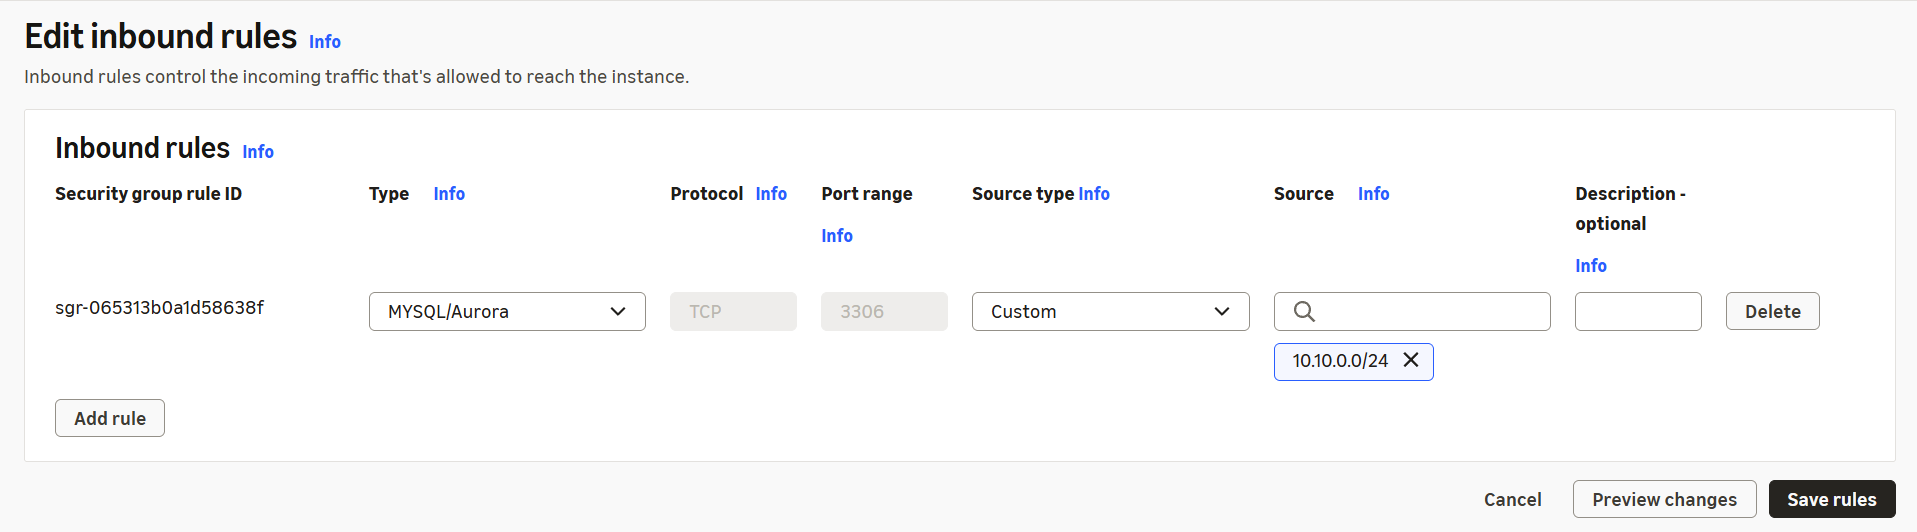 Edit inbound rules Info
Inbound rules control the incoming traffic that's allowed to reach the instance.
Inbound rules Info
Security group rule ID
Type Info
Protocol Info
Port range
Info
Source type Info
Source Info
Description -
optional
Info
sgr-065313b0a1d58638f
MYSQL/Aurora
TCP
3306
Custom
Delete
10.10.0.0/24
Add rule
Cancel
Preview changes
Save rules